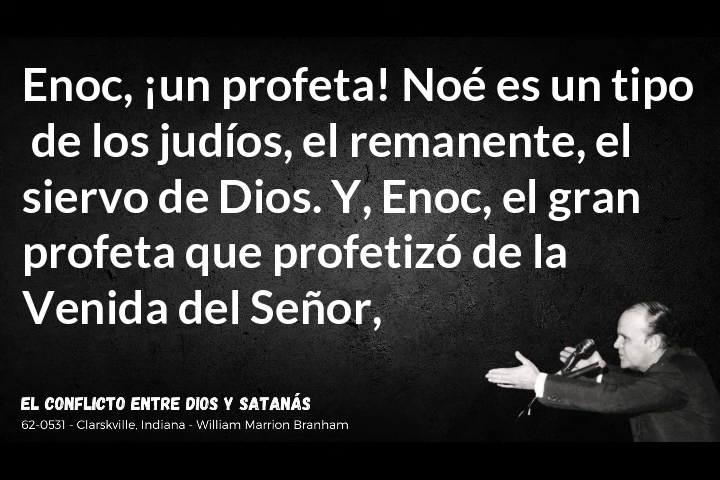 Enoc, ¡un profeta! Noé es un tipo
de los judíos, el remanente, el
siervo de Dios. Y, Enoc, el gran
profeta que profetizó de la
Venida del Señor,
EL CONFLICTO ENTRE DIOS Y SATANÁS
62-0531 - Clarskville, Indiana - William Marrion Branham